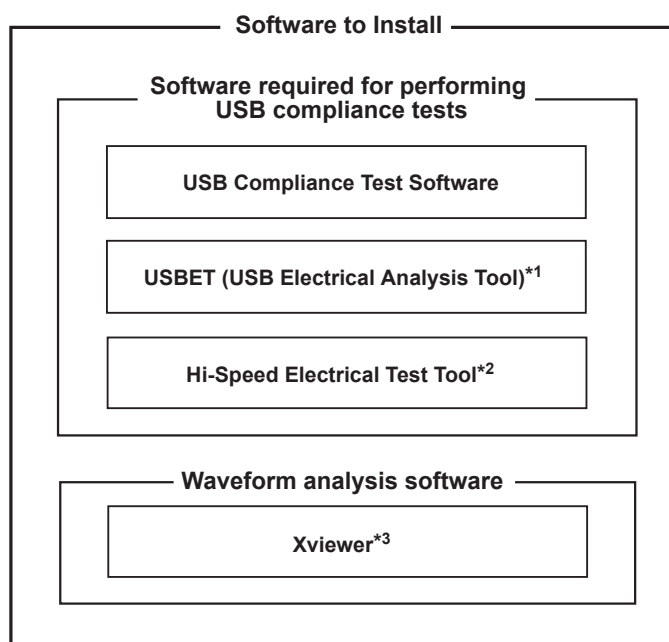 Software to Install
Software required for performing
USB compliance tests
USB Compliance Test Software
USBET (USB Electrical Analysis Tool)*1
Hi-Speed Electrical Test Tool*2
Waveform analysis software
Xviewer*3